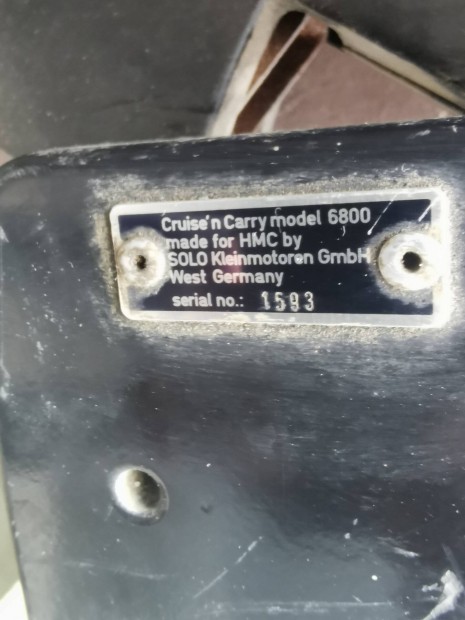 Cruise'n Carry model 6800
made for HMC by
SOLO Kleinmotoren GmbH
West Germany
serial no.: 1593